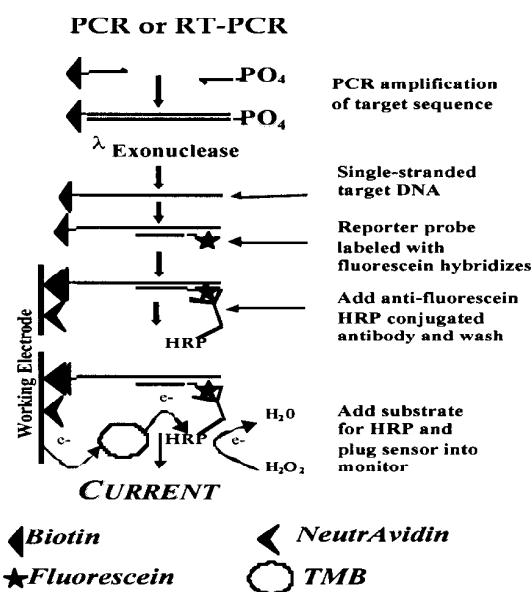 PCR or RT-PCR
PO4
PCR amplification
of target sequence
PO4
λ Exonuclease
Single-stranded
target DNA
Reporter probe
labeled with
fluorescein hybridizes
Add anti-fluorescein
HRP conjugated
antibody and wash
HRP
Working Electrode
e-
e-
TMB
HRP
e-
H20
H2O2
Add substrate
for HRP and
plug sensor into
monitor
CURRENT
Biotin
NeutrAvidin
Fluorescein
TMB